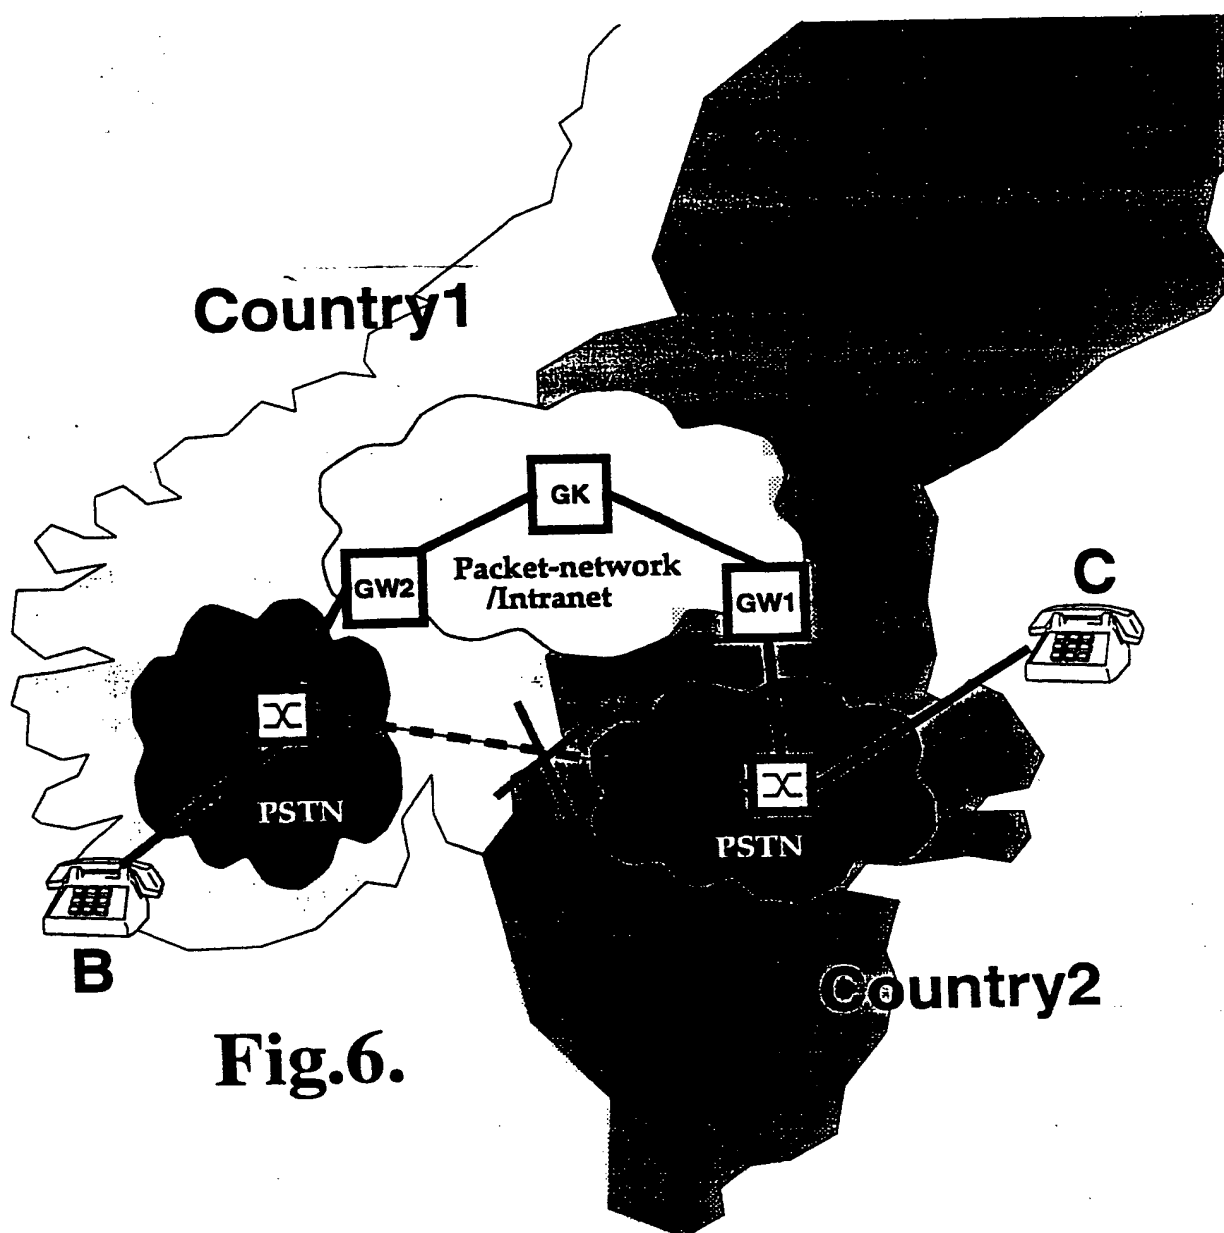 Country1
GK
Packet-network
/Intranet
GW2
GW1
C
PSTN
PSTN
B
Country2
Fig.6.